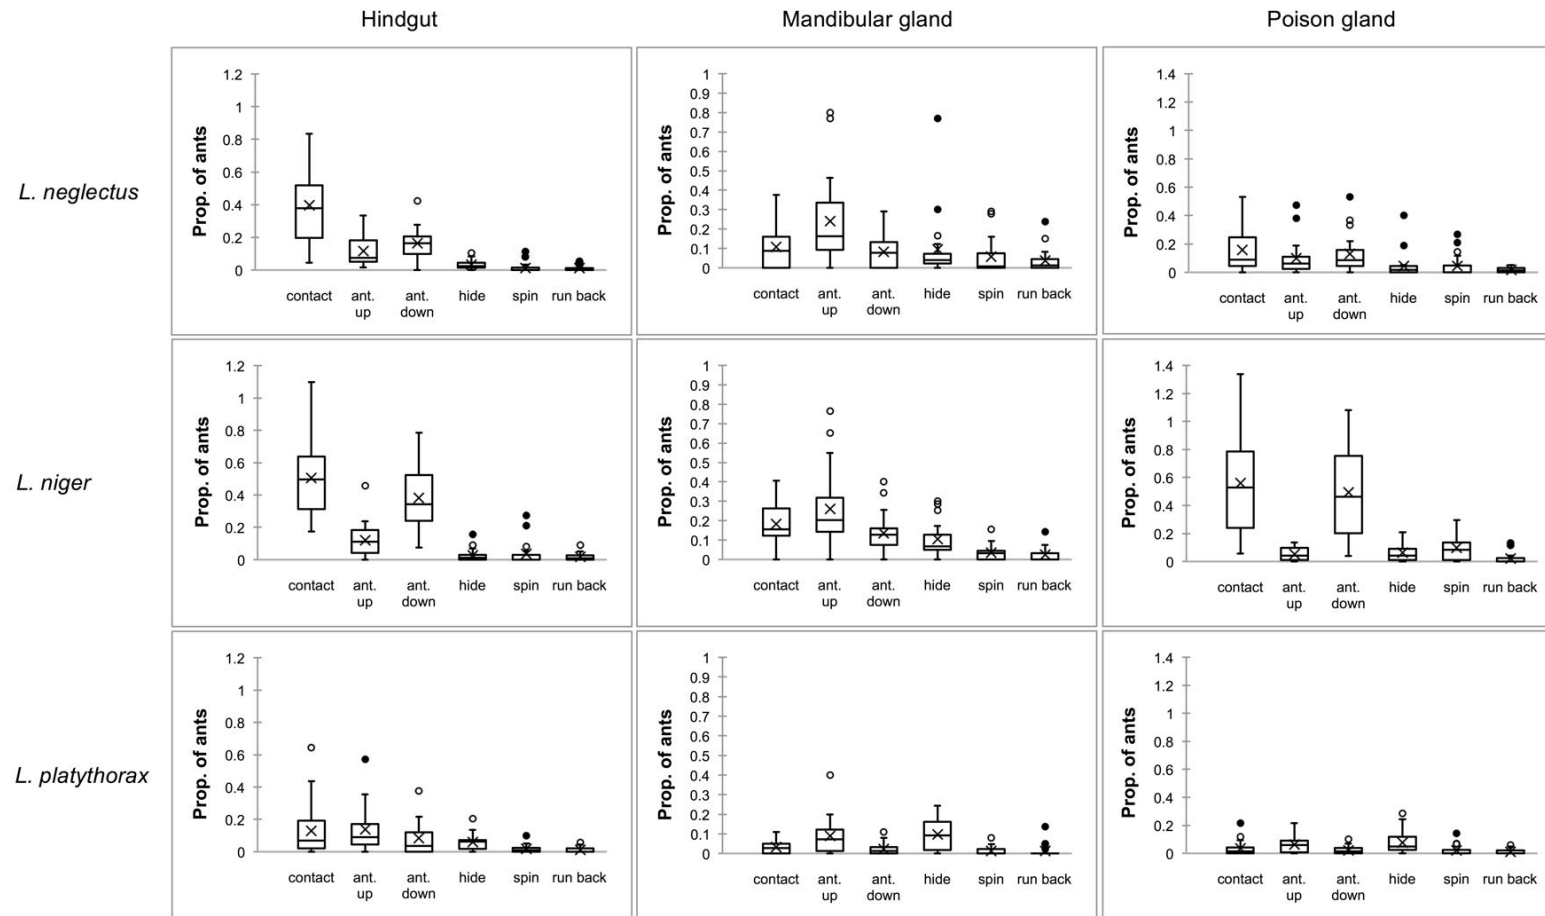 Hindgut
Mandibular gland
Poison gland
L. neglectus
Prop. of ants
1.2
1
0.8
0.6
0.4
0.2
0
contact
ant. up
ant. down
hide
spin
run back
Prop. of ants
1
0.9
0.8
0.7
0.6
0.5
0.4
0.3
0.2
0.1
0
contact
ant. up
ant. down
hide
spin
run back
Prop. of ants
1.4
1.2
1
0.8
0.6
0.4
0.2
0
contact
ant. up
ant. down
hide
spin
run back
L. niger
Prop. of ants
1.2
1
0.8
0.6
0.4
0.2
0
contact
ant. up
ant. down
hide
spin
run back
Prop. of ants
1
0.9
0.8
0.7
0.6
0.5
0.4
0.3
0.2
0.1
0
contact
ant. up
ant. down
hide
spin
run back
Prop. of ants
1.4
1.2
1
0.8
0.6
0.4
0.2
0
contact
ant. up
ant. down
hide
spin
run back
L. platythorax
Prop. of ants
1.2
1
0.8
0.6
0.4
0.2
0
contact
ant. up
ant. down
hide
spin
run back
Prop. of ants
1
0.9
0.8
0.7
0.6
0.5
0.4
0.3
0.2
0.1
0
contact
ant. up
ant. down
hide
spin
run back
Prop. of ants
1.4
1.2
1
0.8
0.6
0.4
0.2
0
contact
ant. up
ant. down
hide
spin
run back